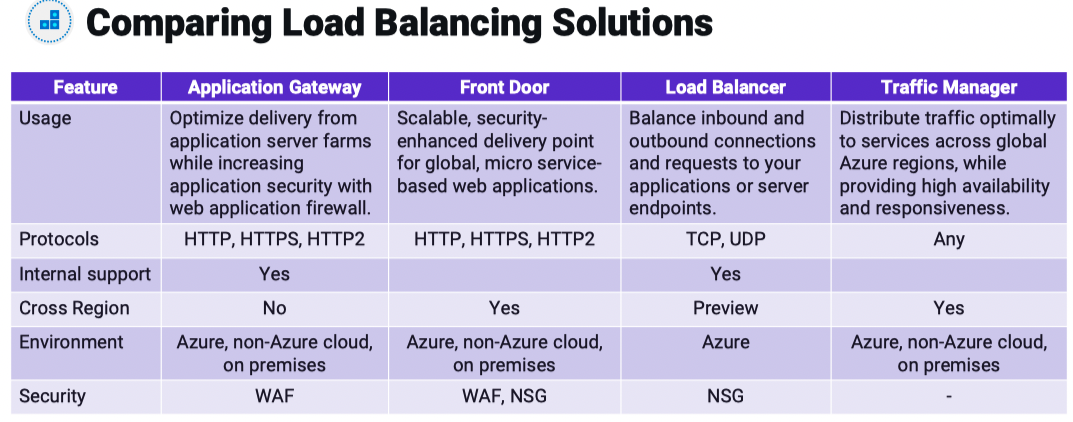 Comparing Load Balancing Solutions
Feature Application Gateway Front Door Load Balancer Traffic Manager
Usage
Optimize delivery from
application server farms
while increasing
application security with
web application firewall.
Scalable, security-
enhanced delivery point
for global, micro service-
based web applications.
Balance inbound and
outbound connections
and requests to your
applications or server
endpoints.
Distribute traffic optimally
to services across global
Azure regions, while
providing high availability
and responsiveness.
Protocols HTTP, HTTPS, HTTP2 HTTP, HTTPS, HTTP2 TCP, UDP Any
Internal support Yes Yes
Cross Region No Yes Preview Yes
Environment
Azure, non-Azure cloud,
on premises
Azure, non-Azure cloud,
on premises
Azure
Azure, non-Azure cloud,
on premises
Security WAF WAF, NSG NSG -